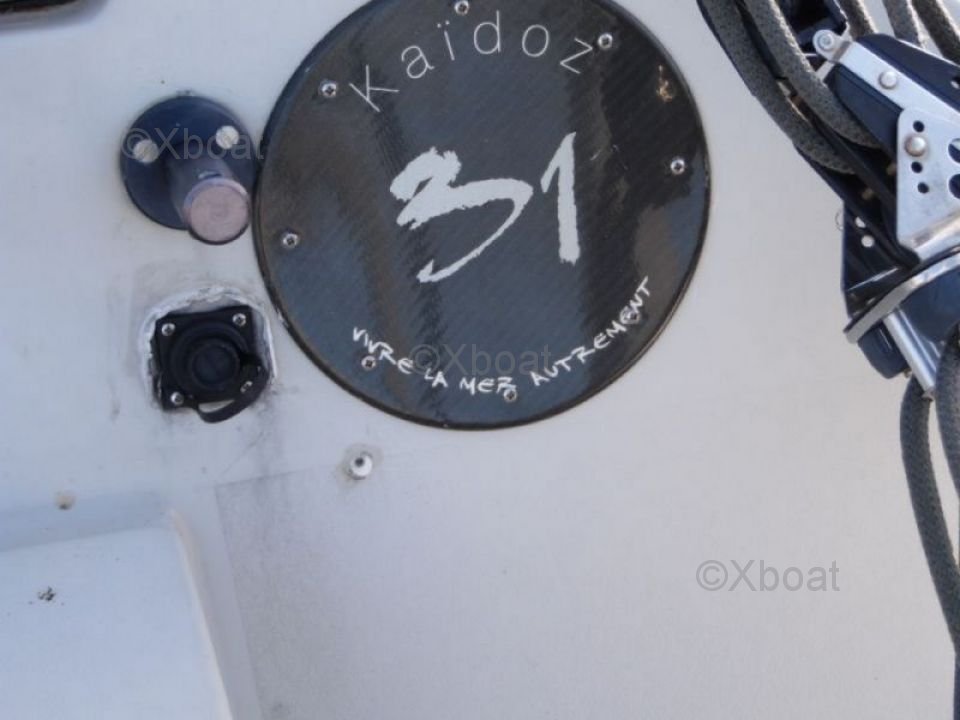 Kaïdoz
31
VIVRE LA MER AUTREMENT
©Xboat
©Xboat
©Xboat